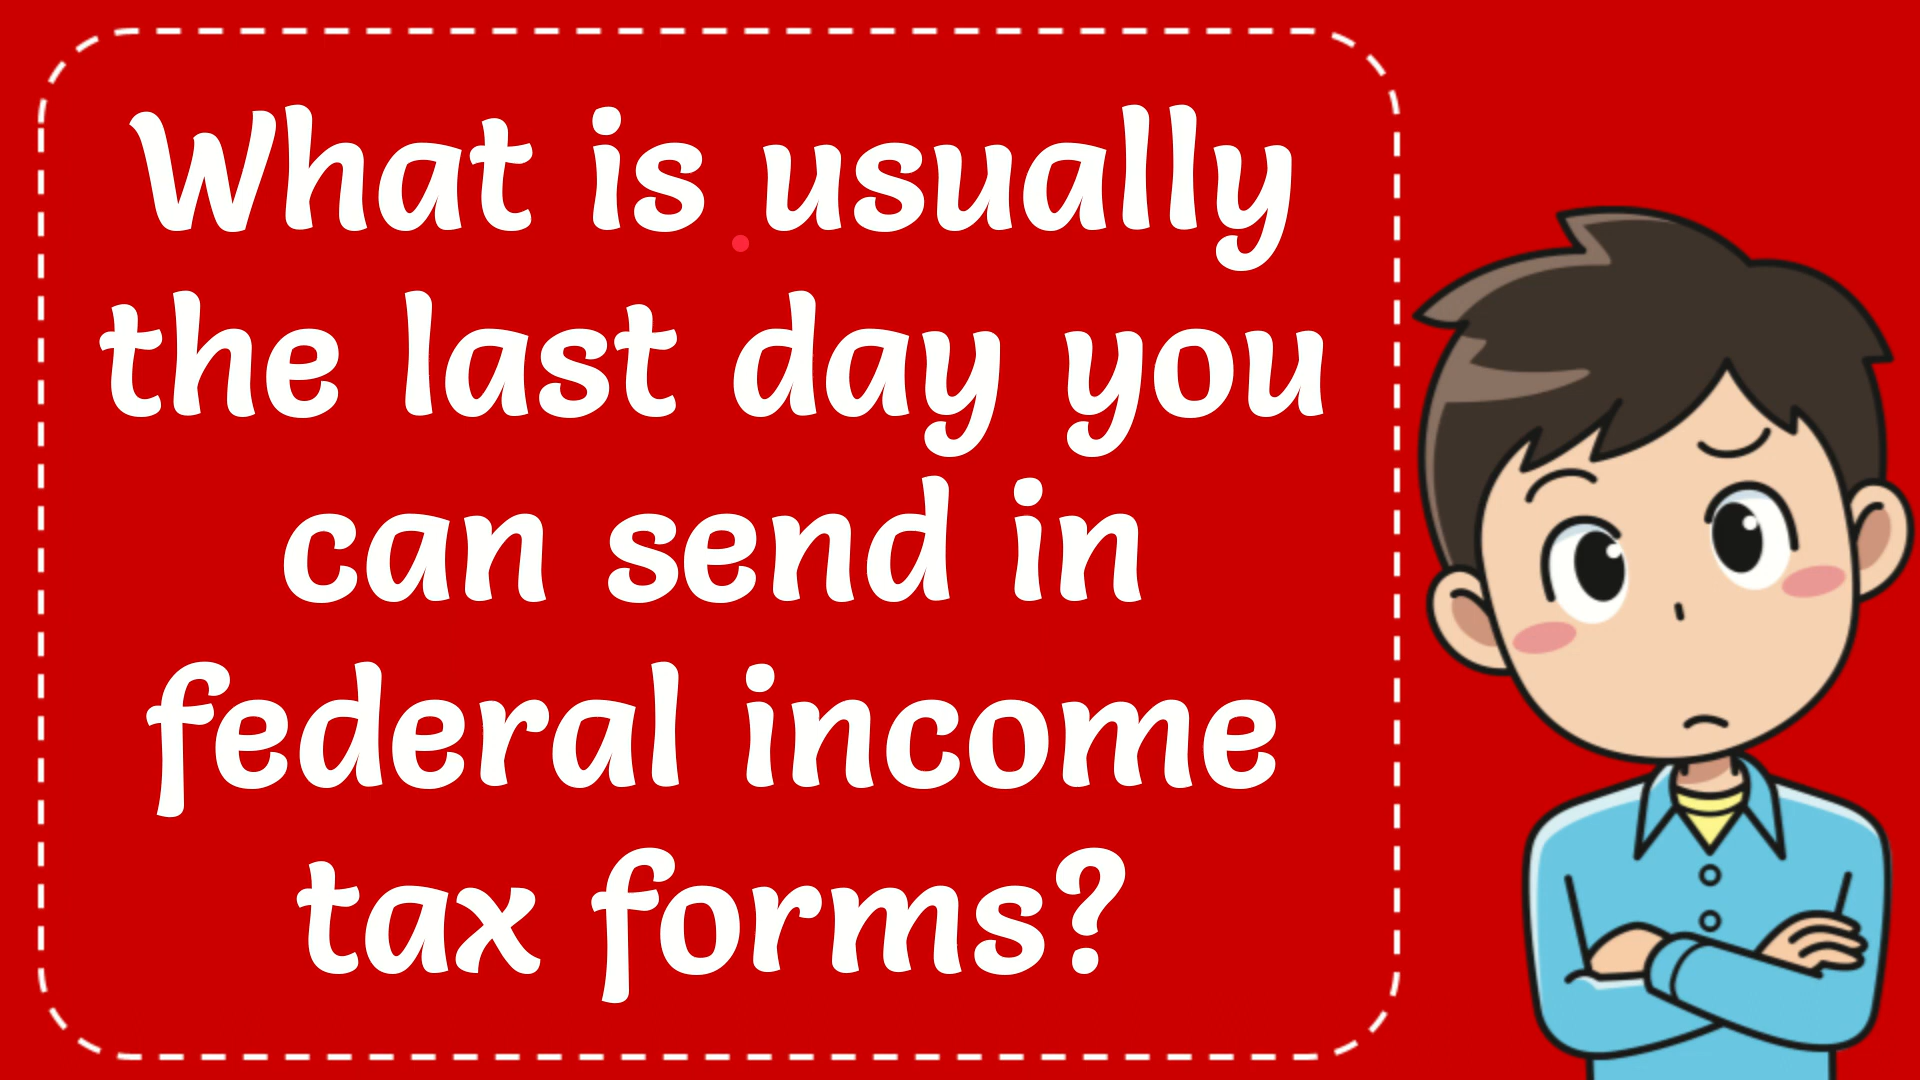 What is usually
the last day you
can send in
federal income
tax forms?